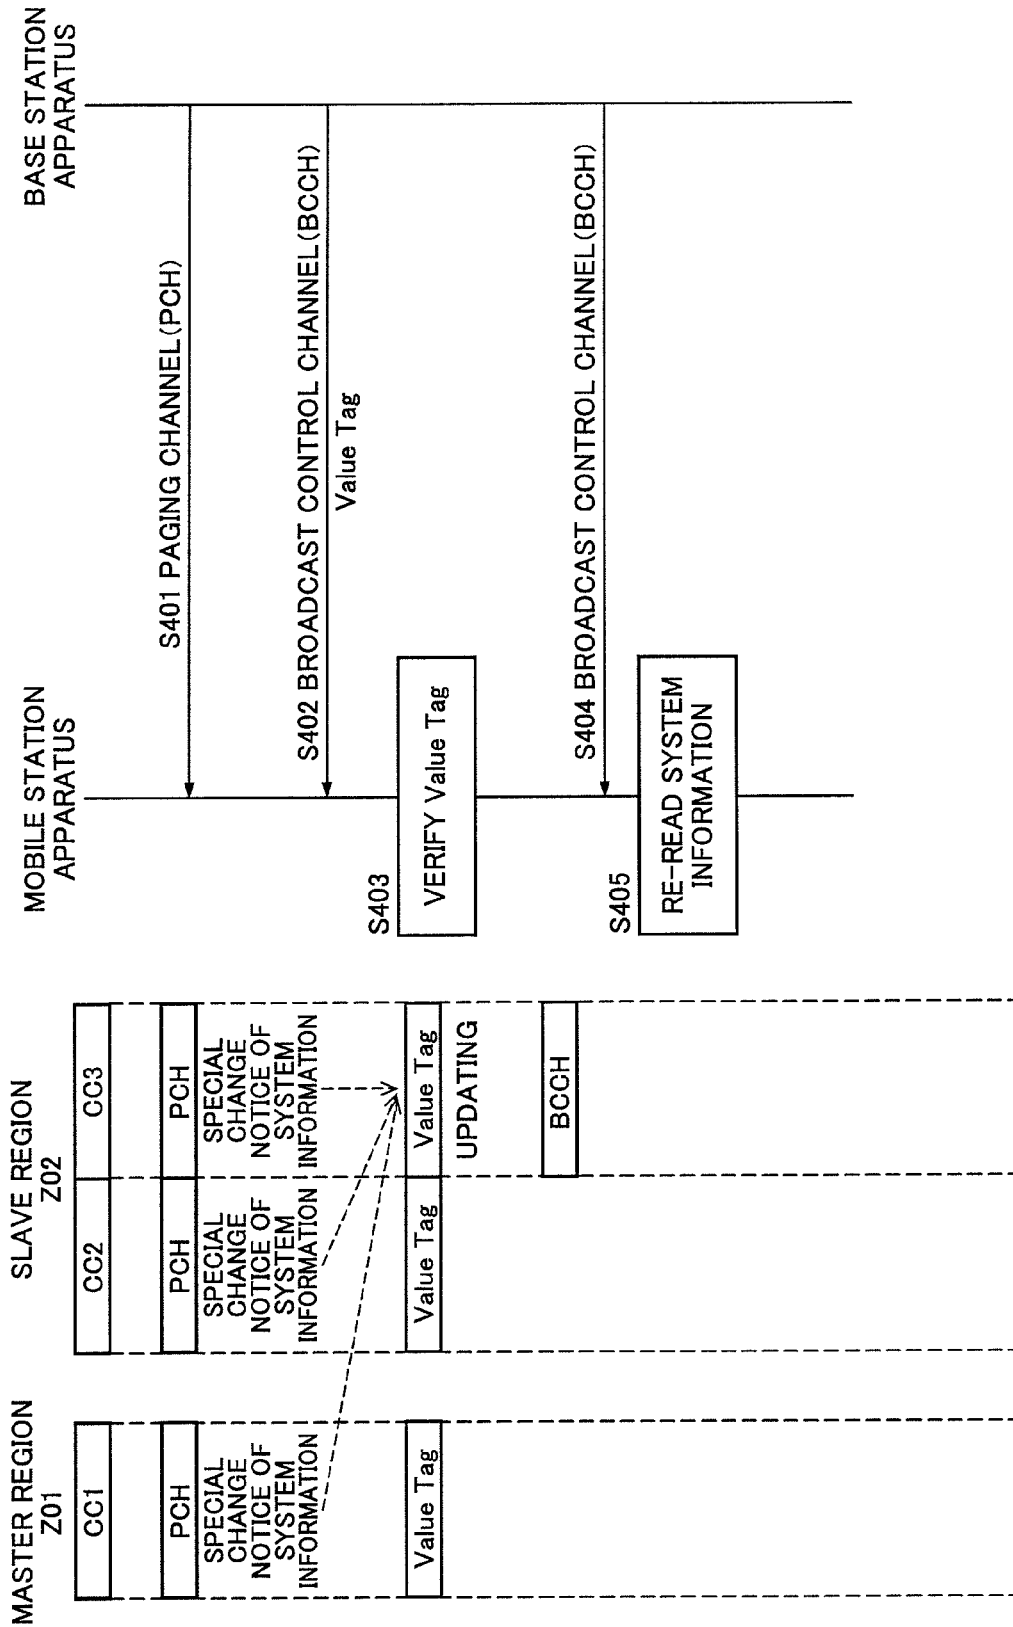 MASTER REGION
Z01
SLAVE REGION
Z02
CC1
CC2
CC3
PCH
PCH
PCH
SPECIAL
CHANGE
NOTICE OF
SYSTEM
INFORMATION
SPECIAL
CHANGE
NOTICE OF
SYSTEM
INFORMATION
SPECIAL
CHANGE
NOTICE OF
SYSTEM
INFORMATION
Value Tag
Value Tag
Value Tag
UPDATING
BCCH
MOBILE STATION
APPARATUS
BASE STATION
APPARATUS
S401 PAGING CHANNEL(PCH)
S402 BROADCAST CONTROL CHANNEL(BCCH)
Value Tag
S403
VERIFY Value Tag
S404 BROADCAST CONTROL CHANNEL(BCCH)
S405
RE-READ SYSTEM
INFORMATION